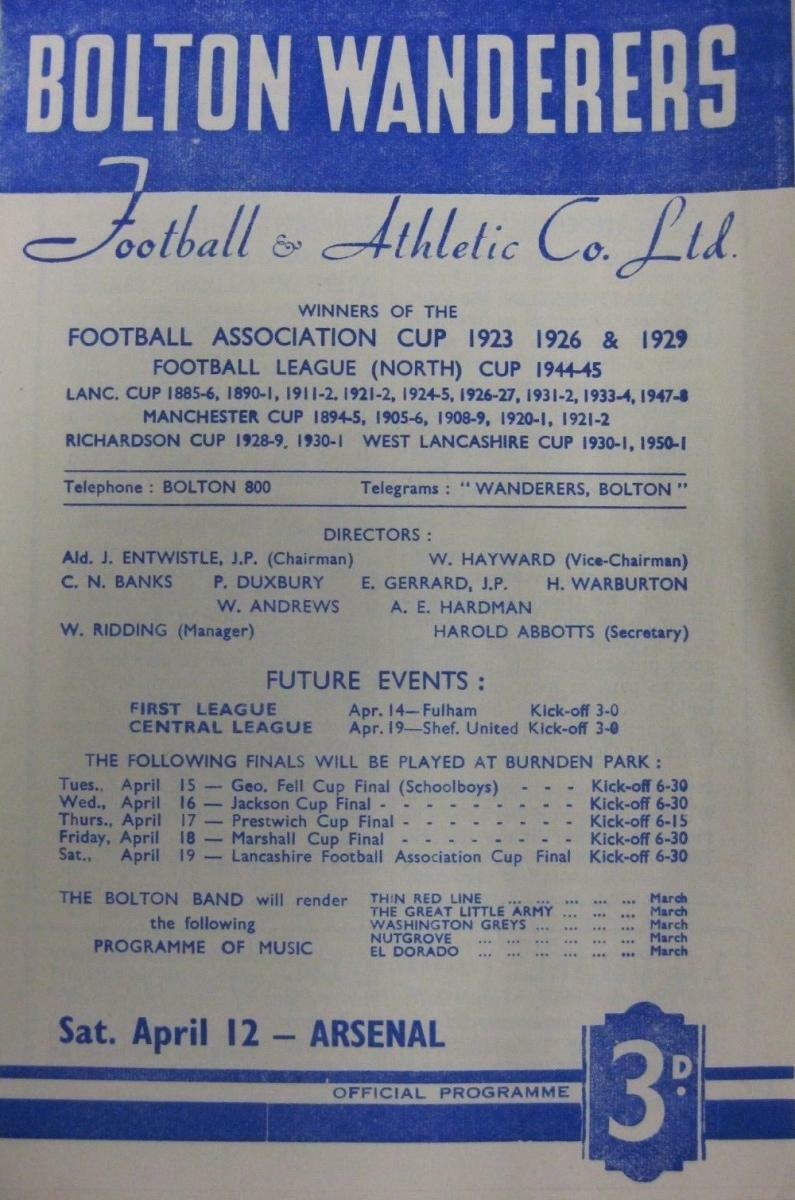 BOLTON WANDERERS
Football & Athletic Co. Ltd.
WINNERS OF THE
FOOTBALL ASSOCIATION CUP 1923 1926 & 1929
FOOTBALL LEAGUE (NORTH) CUP 1944-45
LANC. CUP 1885-6, 1890-1, 1911-2. 1921-2, 1924-5, 1926-27, 1931-2, 1933-4, 1947-8
MANCHESTER CUP 1894-5, 1905-6, 1908-9, 1920-1, 1921-2
RICHARDSON CUP 1928-9, 1930-1 WEST LANCASHIRE CUP 1930-1, 1950-1
Telephone : BOLTON 800 Telegrams : "WANDERERS, BOLTON"
DIRECTORS :
Ald. J. ENTWISTLE, J.P. (Chairman) W. HAYWARD (Vice-Chairman)
C. N. BANKS P. DUXBURY E. GERRARD, J.P. H. WARBURTON
W. ANDREWS A. E. HARDMAN
W. RIDDING (Manager) HAROLD ABBOTTS (Secretary)
FUTURE EVENTS :
FIRST LEAGUE Apr. 14—Fulham Kick-off 3-0
CENTRAL LEAGUE Apr. 19—Shef. United Kick-off 3-0
THE FOLLOWING FINALS WILL BE PLAYED AT BURNDEN PARK :
Tues., April 15 — Geo. Fell Cup Final (Schoolboys) - - - Kick-off 6-30
Wed., April 16 — Jackson Cup Final - - - - - - - - - Kick-off 6-30
Thurs., April 17 — Prestwich Cup Final - - - - - - - - Kick-off 6-15
Friday, April 18 — Marshall Cup Final - - - - - - - - Kick-off 6-30
Sat., April 19 — Lancashire Football Association Cup Final Kick-off 6-30
THE BOLTON BAND will render
the following
PROGRAMME OF MUSIC
THIN RED LINE ... ... ... ... ... March
THE GREAT LITTLE ARMY ... ... ... March
WASHINGTON GREYS ... ... ... ... March
NUTGROVE ... ... ... ... ... ... March
EL DORADO ... ... ... ... ... ... March
Sat. April 12 — ARSENAL
OFFICIAL PROGRAMME
3D.